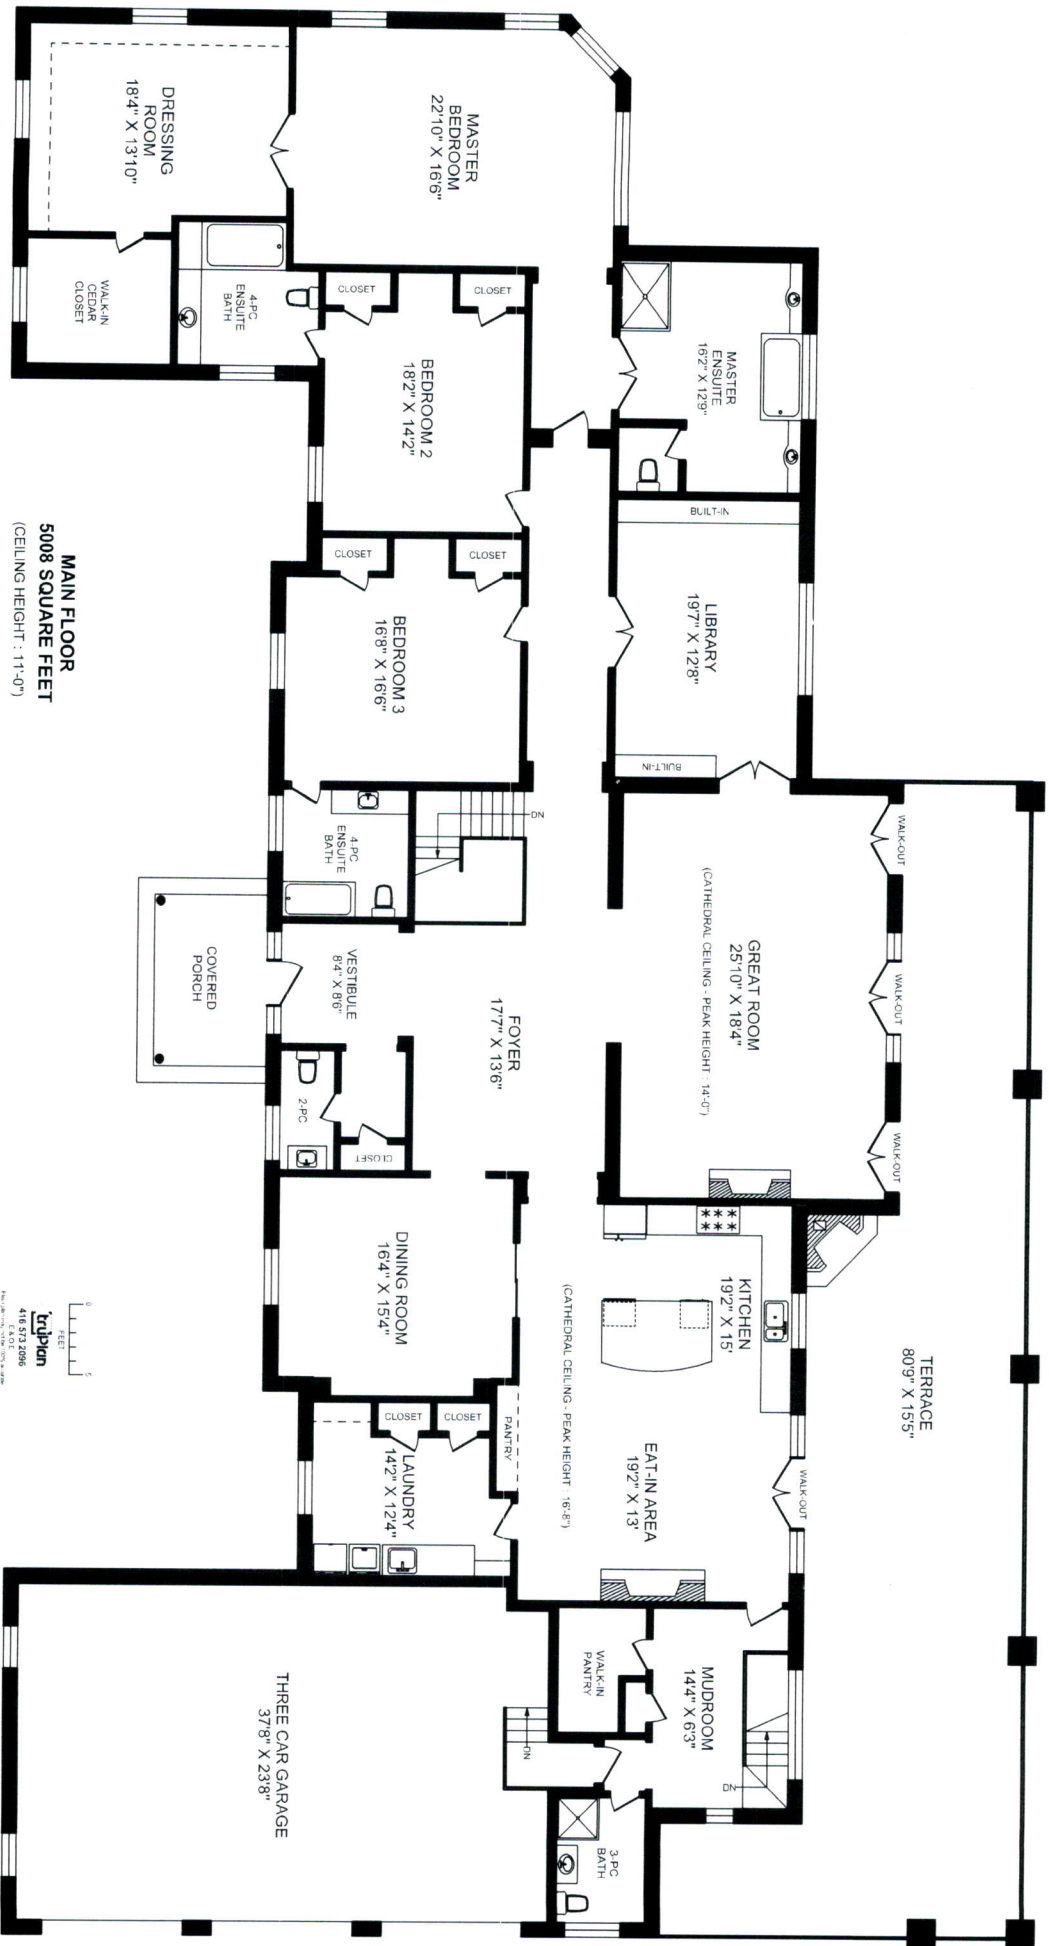 TERRACE
80'9" X 15'5"
WALK-OUT
WALK-OUT
WALK-OUT
WALK-OUT
MASTER
ENSUITE
16'2" X 12'9"
BUILT-IN
LIBRARY
19'7" X 12'8"
BUILT-IN
GREAT ROOM
25'10" X 18'4"
(CATHEDRAL CEILING - PEAK HEIGHT : 14'-0")
KITCHEN
19'2" X 15'
EAT-IN AREA
19'2" X 13'
(CATHEDRAL CEILING - PEAK HEIGHT : 16'-8")
MUDROOM
14'4" X 6'3"
DN
WALK-IN
PANTRY
3-PC
BATH
DN
MASTER
BEDROOM
22'10" X 16'6"
CLOSET
CLOSET
BEDROOM 2
18'2" X 14'2"
CLOSET
CLOSET
BEDROOM 3
16'8" X 16'6"
DN
FOYER
17'7" X 13'6"
DINING ROOM
16'4" X 15'4"
PANTRY
CLOSET
CLOSET
LAUNDRY
14'2" X 12'4"
THREE CAR GARAGE
37'8" X 23'8"
DRESSING
ROOM
18'4" X 13'10"
WALK-IN
CEDAR
CLOSET
4-PC
ENSUITE
BATH
4-PC
ENSUITE
BATH
VESTIBULE
8'4" X 8'6"
2-PC
CLOSET
COVERED
PORCH
MAIN FLOOR
5008 SQUARE FEET
(CEILING HEIGHT : 11'-0")
0 5
FEET
truplan
416 573 2096
E & O E